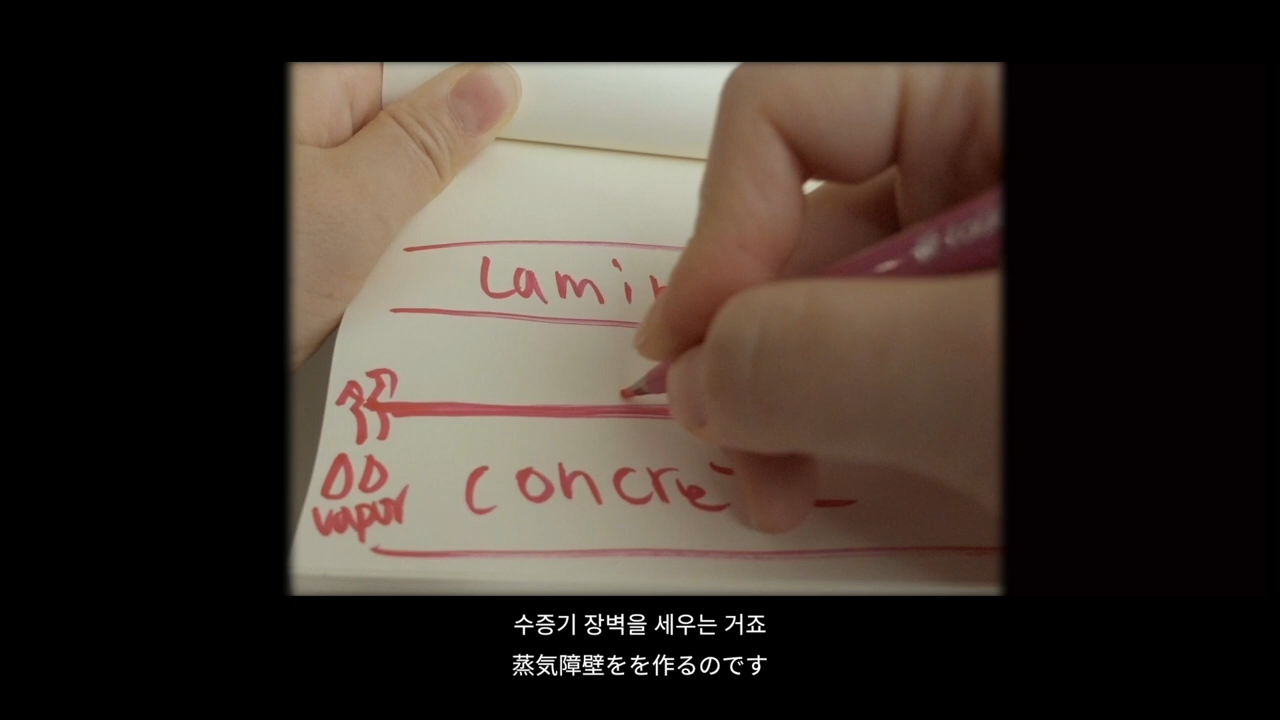 Lamin
vapur
concre
수증기 장벽을 세우는 거죠
蒸気障壁をを作るのです